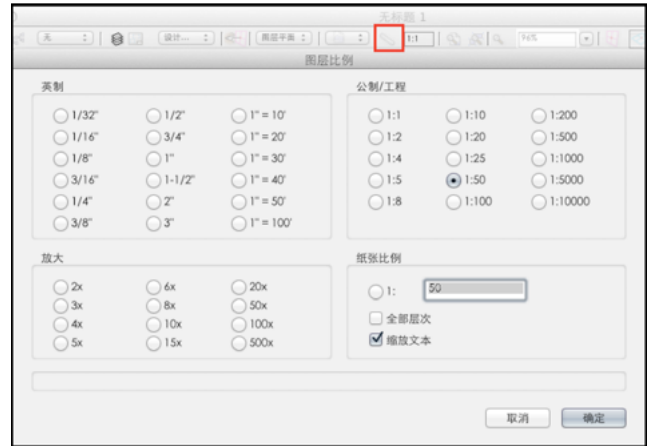 无标题 1
无 设计... 图层平面 1:1 96%
图层比例
英制
1/32" 1/2" 1" = 10'
1/16" 3/4" 1" = 20'
1/8" 1" 1" = 30'
3/16" 1-1/2" 1" = 40'
1/4" 2" 1" = 50'
3/8" 3" 1" = 100'
公制/工程
1:1 1:10 1:200
1:2 1:20 1:500
1:4 1:25 1:1000
1:5 1:50 1:5000
1:8 1:100 1:10000
放大
2x 6x 20x
3x 8x 50x
4x 10x 100x
5x 15x 500x
纸张比例
1: 50
全部层次
缩放文本
取消 确定